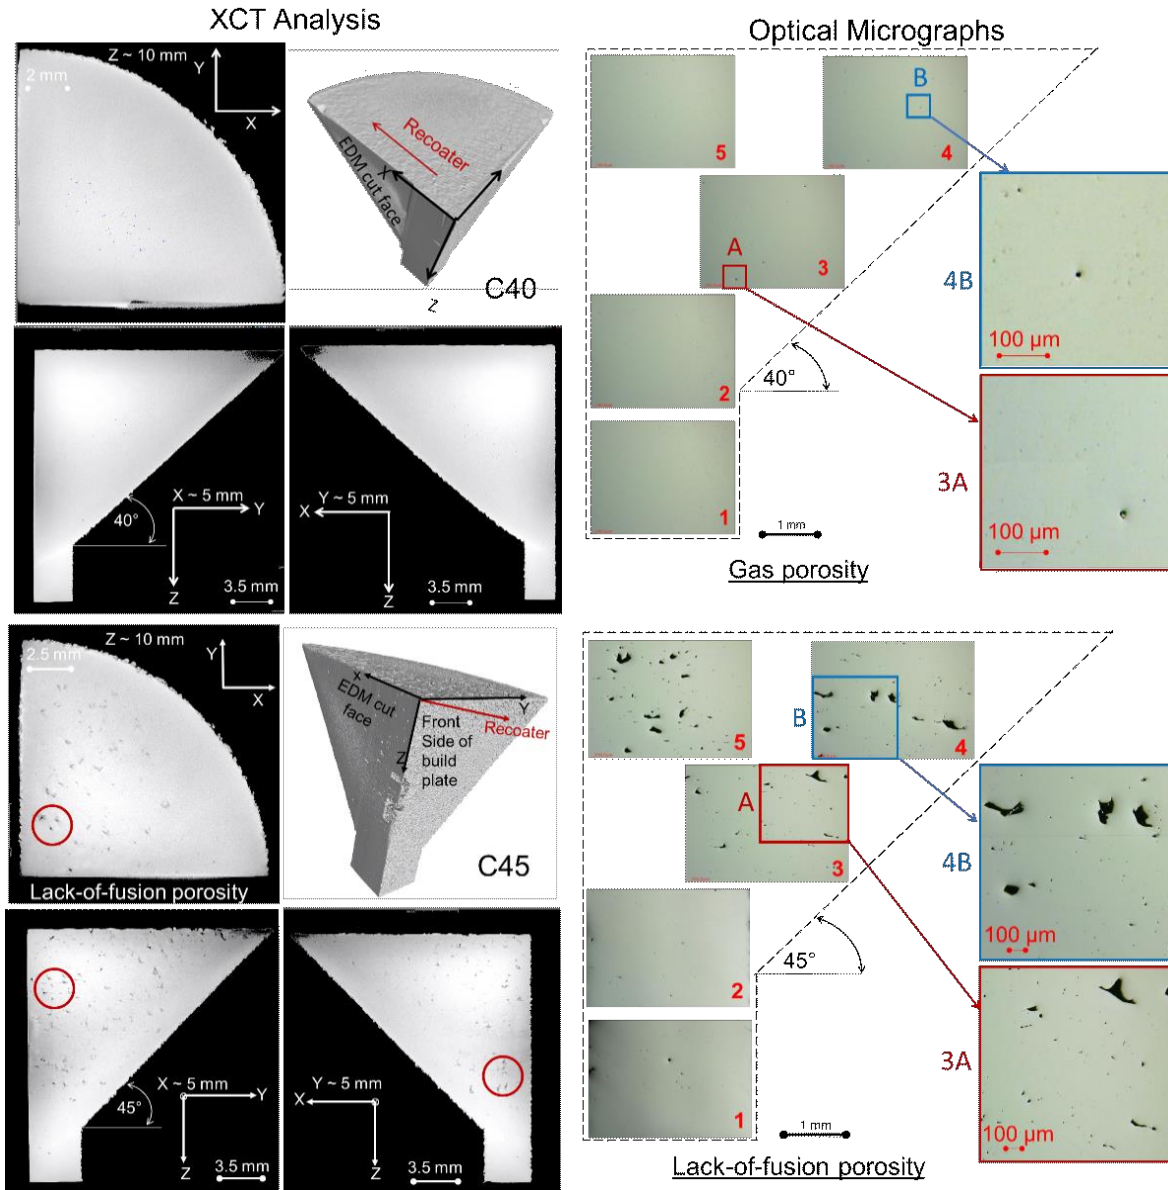 XCT Analysis
Z ~ 10 mm
Y
2 mm
X
Recoater
EDM cut face
X
Z
C40
40°
X ~ 5 mm
Y
Z
3.5 mm
Y ~ 5 mm
X
Z
3.5 mm
Optical Micrographs
5
B
4
A
3
2
1
40°
1 mm
Gas porosity
4B
100 µm
3A
100 µm
Z ~ 10 mm
2.5 mm
Y
X
Lack-of-fusion porosity
X
EDM cut
face
Y
Recoater
Front
Side of
build
plate
Z
C45
45°
X ~ 5 mm
Y
Z
3.5 mm
Y ~ 5 mm
X
Z
3.5 mm
5
B
4
A
3
2
1
45°
1 mm
Lack-of-fusion porosity
4B
100 µm
3A
100 µm